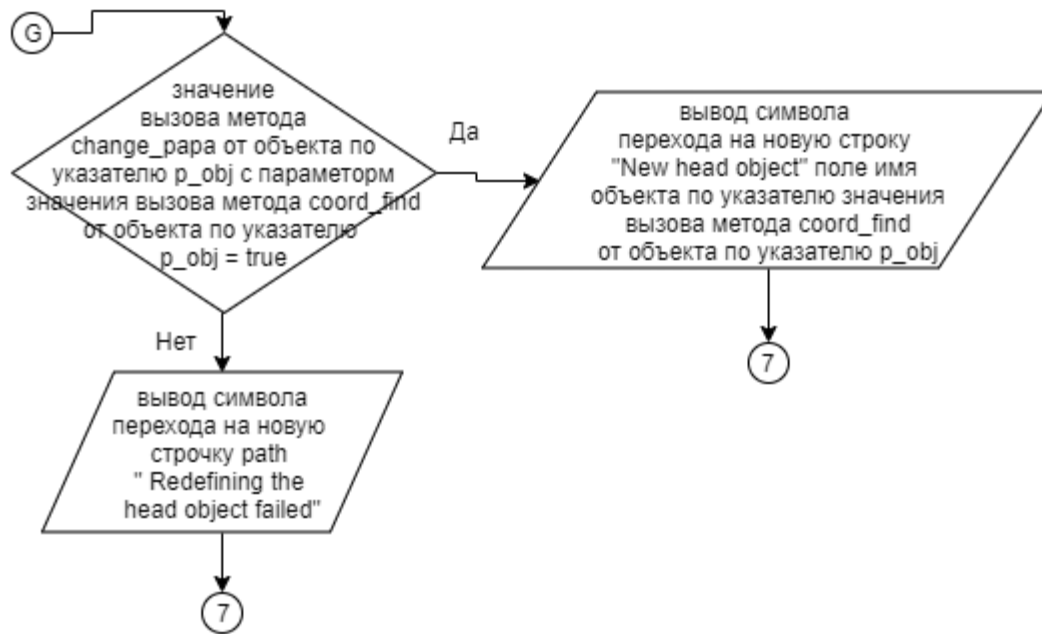 G
значение
вызова метода
change_papa от объекта по
указателю p_obj с параметорм
значения вызова метода coord_find
от объекта по указателю
p_obj = true
Да
вывод символа
перехода на новую строку
"New head object" поле имя
объекта по указателю значения
вызова метода coord_find
от объекта по указателю p_obj
7
Нет
вывод символа
перехода на новую
строчку path
" Redefining the
head object failed"
7